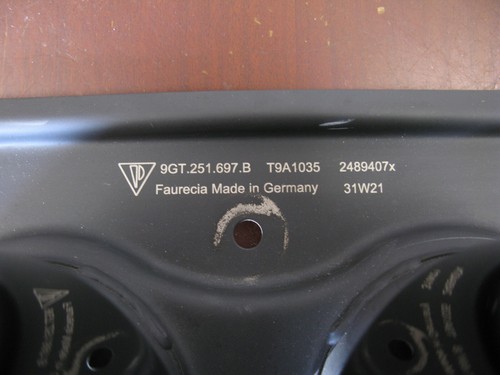 9GT.251.697.B T9A1035 2489407x
Faurecia Made in Germany 31W21